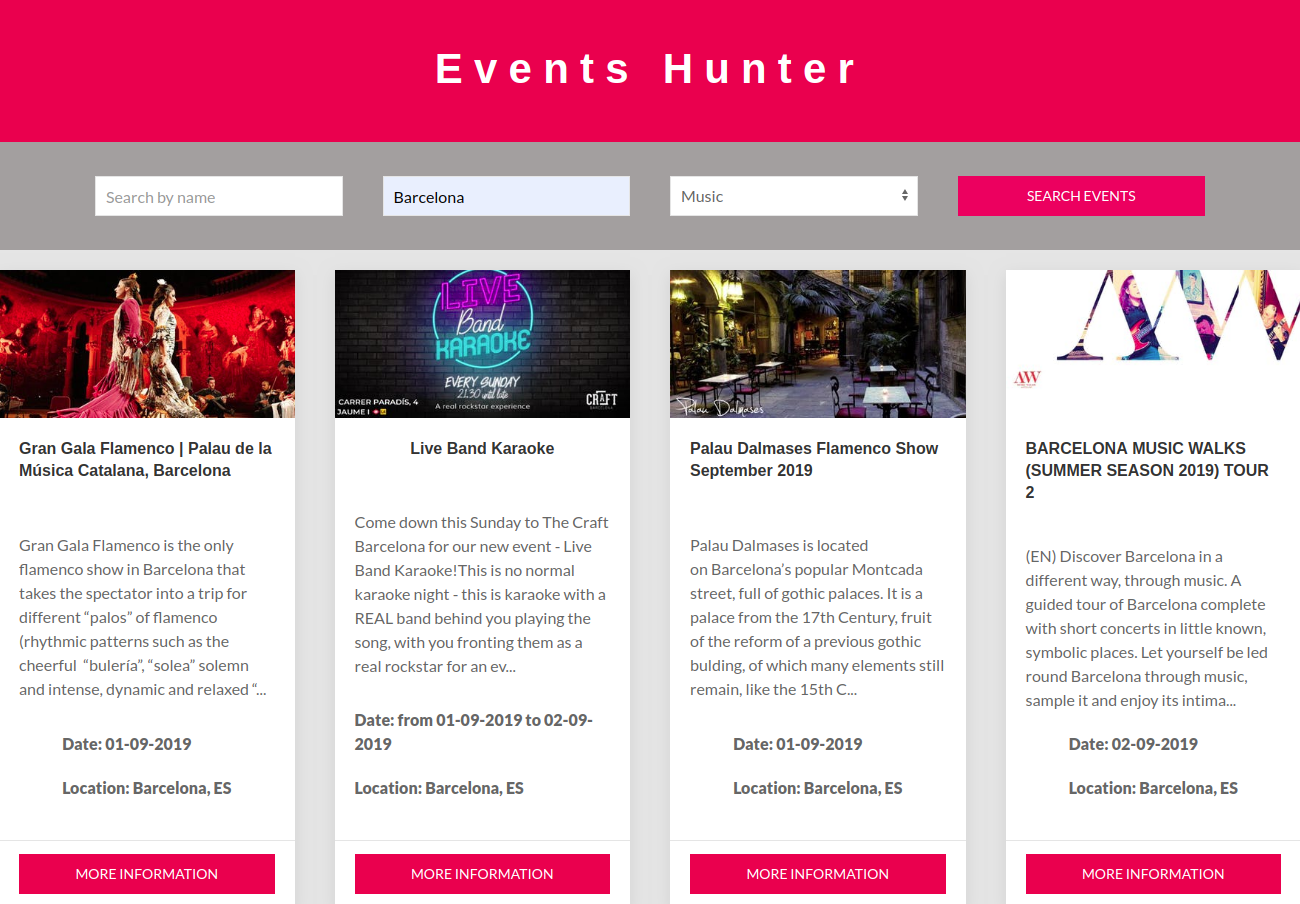 Events Hunter
Search by name
Barcelona
Music
SEARCH EVENTS
LIVE
Band
KARAOKE
EVERY SUNDAY
21.30 until late
A real rockstar experience
CARRER PARADÍS, 4
JAUME I
CRAFT
BARCELONA
Palau Dalmases
AW
AW
Gran Gala Flamenco | Palau de la
Música Catalana, Barcelona
Gran Gala Flamenco is the only
flamenco show in Barcelona that
takes the spectator into a trip for
different “palos” of flamenco
(rhythmic patterns such as the
cheerful “bulería”, “solea” solemn
and intense, dynamic and relaxed “...
Date: 01-09-2019
Location: Barcelona, ES
MORE INFORMATION
Live Band Karaoke
Come down this Sunday to The Craft
Barcelona for our new event - Live
Band Karaoke!This is no normal
karaoke night - this is karaoke with a
REAL band behind you playing the
song, with you fronting them as a
real rockstar for an ev...
Date: from 01-09-2019 to 02-09-
2019
Location: Barcelona, ES
MORE INFORMATION
Palau Dalmases Flamenco Show
September 2019
Palau Dalmases is located
on Barcelona’s popular Montcada
street, full of gothic palaces. It is a
palace from the 17th Century, fruit
of the reform of a previous gothic
bulding, of which many elements still
remain, like the 15th C...
Date: 01-09-2019
Location: Barcelona, ES
MORE INFORMATION
BARCELONA MUSIC WALKS
(SUMMER SEASON 2019) TOUR
2
(EN) Discover Barcelona in a
different way, through music. A
guided tour of Barcelona complete
with short concerts in little known,
symbolic places. Let yourself be led
round Barcelona through music,
sample it and enjoy its intima...
Date: 02-09-2019
Location: Barcelona, ES
MORE INFORMATION